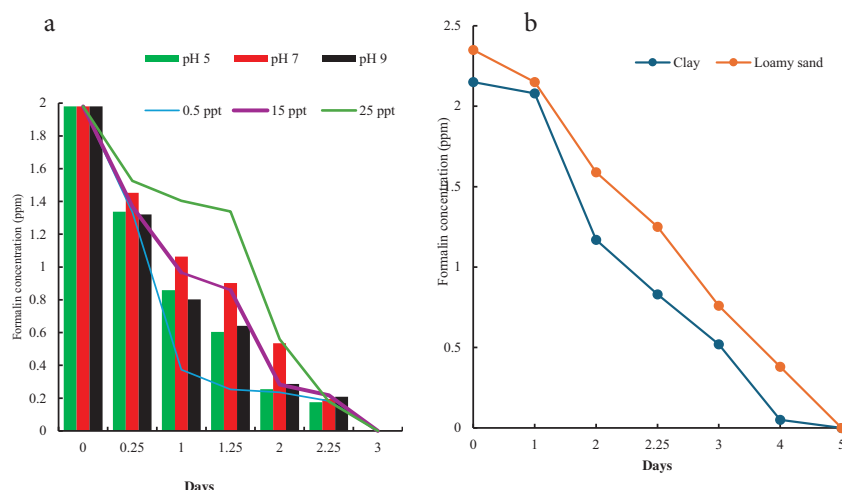 a
pH 5 pH 7 pH 9
0.5 ppt 15 ppt 25 ppt
Formalin concentration (ppm)
2
1.8
1.6
1.4
1.2
1
0.8
0.6
0.4
0.2
0
0 0.25 1 1.25 2 2.25 3
Days
b
Clay Loamy sand
Formalin concentration (ppm)
2.5
2
1.5
1
0.5
0
0 1 2 2.25 3 4 5
Days